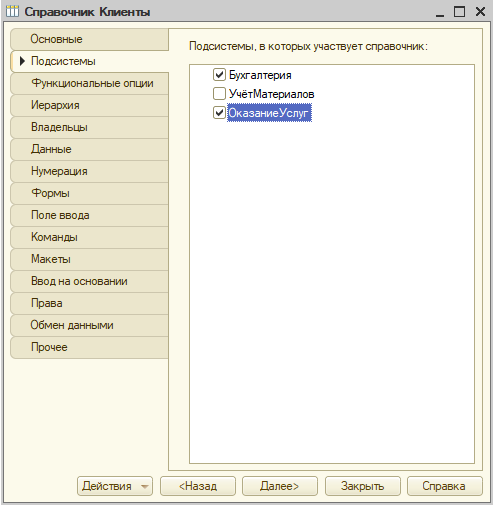 Справочник Клиенты
Основные
Подсистемы
Функциональные опции
Иерархия
Владельцы
Данные
Нумерация
Формы
Поле ввода
Команды
Макеты
Ввод на основании
Права
Обмен данными
Прочее
Подсистемы, в которых участвует справочник:
Бухгалтерия
УчётМатериалов
ОказаниеУслуг
Действия <Назад Далее> Закрыть Справка